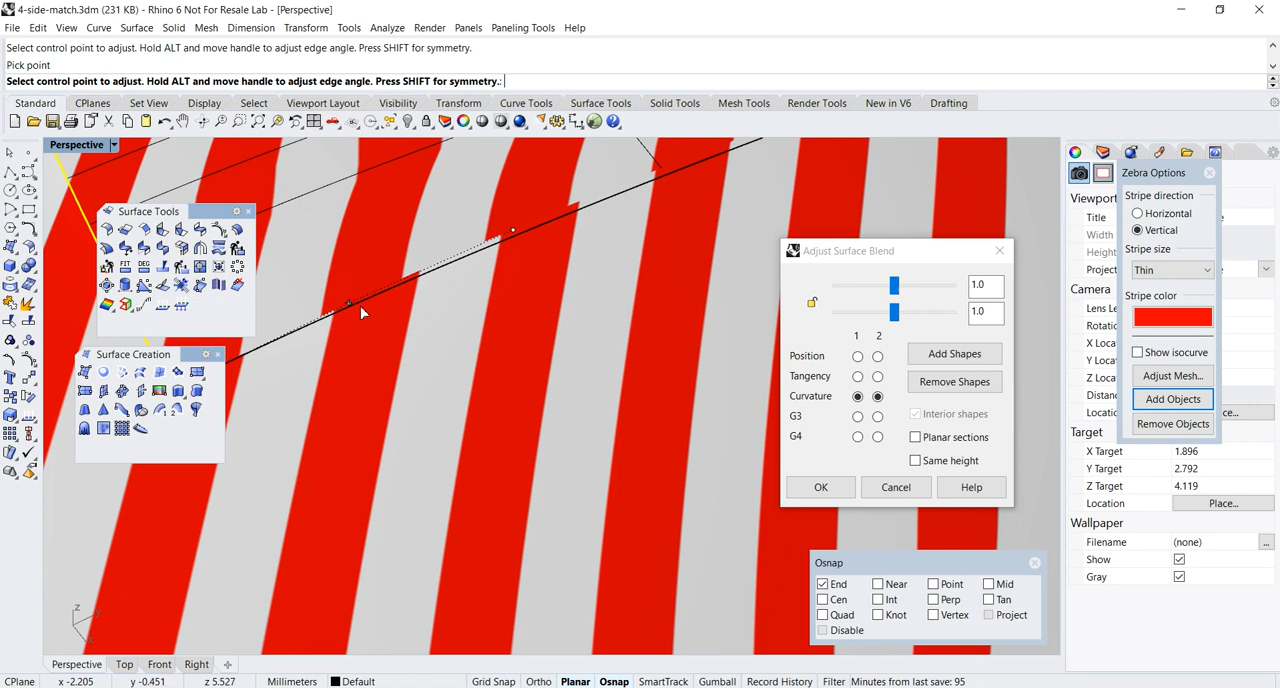 4-side-match.3dm (231 KB) - Rhino 6 Not For Resale Lab - [Perspective]
File Edit View Curve Surface Solid Mesh Dimension Transform Tools Analyze Render Panels Paneling Tools Help
Select control point to adjust. Hold ALT and move handle to adjust edge angle. Press SHIFT for symmetry.
Pick point
Select control point to adjust. Hold ALT and move handle to adjust edge angle. Press SHIFT for symmetry.:
Standard CPlanes Set View Display Select Viewport Layout Visibility Transform Curve Tools Surface Tools Solid Tools Mesh Tools Render Tools New in V6 Drafting
Perspective
Surface Tools
Surface Creation
Adjust Surface Blend
1.0
1.0
1 2
Position
Tangency
Curvature
G3
G4
Add Shapes
Remove Shapes
Interior shapes
Planar sections
Same height
OK Cancel Help
Osnap
End Near Point Mid
Cen Int Perp Tan
Quad Knot Vertex Project
Disable
Zebra Options
Stripe direction
Horizontal
Vertical
Stripe size
Thin
Stripe color
Show isocurve
Adjust Mesh...
Add Objects
Remove Objects
Title
Width
Camera
Target
X Target 1.896
Y Target 2.792
Z Target 4.119
Location Place...
Wallpaper
Filename (none) ...
Show
Gray
Perspective Top Front Right
CPlane x -2.205 y -0.451 z 5.527 Millimeters Default Grid Snap Ortho Planar Osnap SmartTrack Gumball Record History Filter Minutes from last save: 95